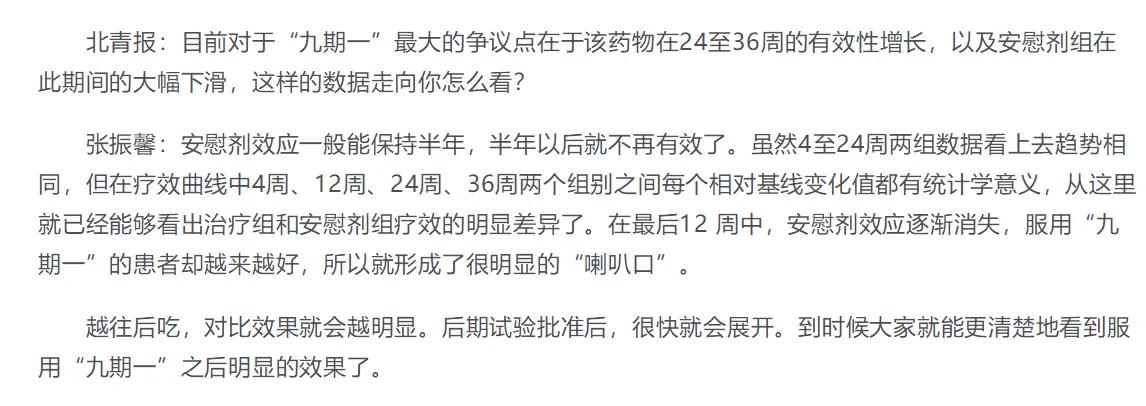 北青报：目前对于“九期一”最大的争议点在于该药物在24至36周的有效性增长，以及安慰剂组在
此期间的大幅下滑，这样的数据走向你怎么看？
张振馨：安慰剂效应一般能保持半年，半年以后就不再有效了。虽然4至24周两组数据看上去趋势相
同，但在疗效曲线中4周、12周、24周、36周两个组别之间每个相对基线变化值都有统计学意义，从这里
就已经能够看出治疗组和安慰剂组疗效的明显差异了。在最后12 周中，安慰剂效应逐渐消失，服用“九
期一”的患者却越来越好，所以就形成了很明显的“喇叭口”。
越往后吃，对比效果就会越明显。后期试验批准后，很快就会展开。到时候大家就能更清楚地看到服
用“九期一”之后明显的效果了。